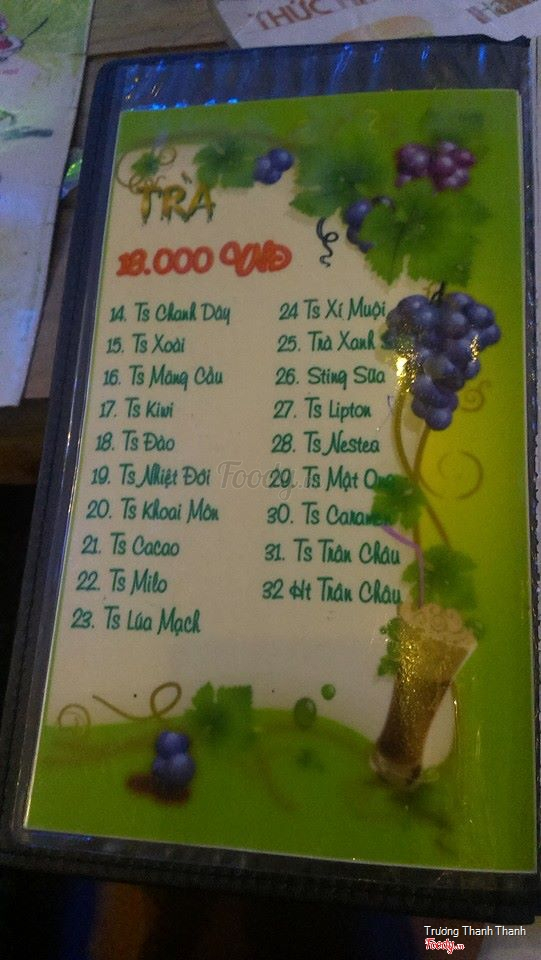 THỨC
TRÀ
18.000 VNĐ
14. Ts Chanh Dây
15. Ts Xoài
16. Ts Mãng Cầu
17. Ts Kiwi
18. Ts Đào
19. Ts Nhiệt Đới
20. Ts Khoai Môn
21. Ts Cacao
22. Ts Milo
23. Ts Lúa Mạch
24 Ts Xí Muội
25. Trà Xanh
26. Sting Sữa
27. Ts Lipton
28. Ts Nestea
29. Ts Mật Ong
30. Ts Caramen
31. Ts Trân Châu
32 Ht Trân Châu
Foody.vn
Trương Thanh Thanh
Foody.vn